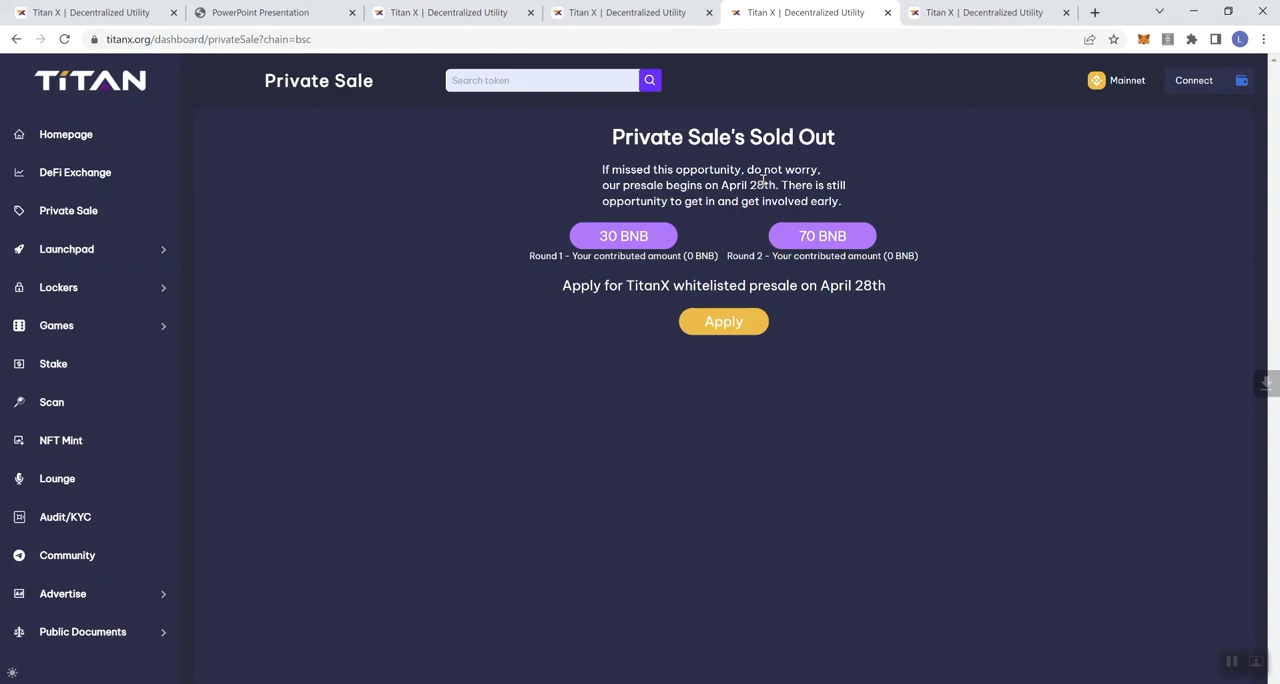 Titan X | Decentralized Utility
PowerPoint Presentation
Titan X | Decentralized Utility
Titan X | Decentralized Utility
Titan X | Decentralized Utility
Titan X | Decentralized Utility
titanx.org/dashboard/privateSale?chain=bsc
L
TITAN
Private Sale
Search token
Mainnet
Connect
Homepage
DeFi Exchange
Private Sale
Launchpad
Lockers
Games
Stake
Scan
NFT Mint
Lounge
Audit/KYC
Community
Advertise
Public Documents
Private Sale's Sold Out
If missed this opportunity, do not worry,
our presale begins on April 28th. There is still
opportunity to get in and get involved early.
30 BNB
70 BNB
Round 1 - Your contributed amount (0 BNB)
Round 2 - Your contributed amount (0 BNB)
Apply for TitanX whitelisted presale on April 28th
Apply